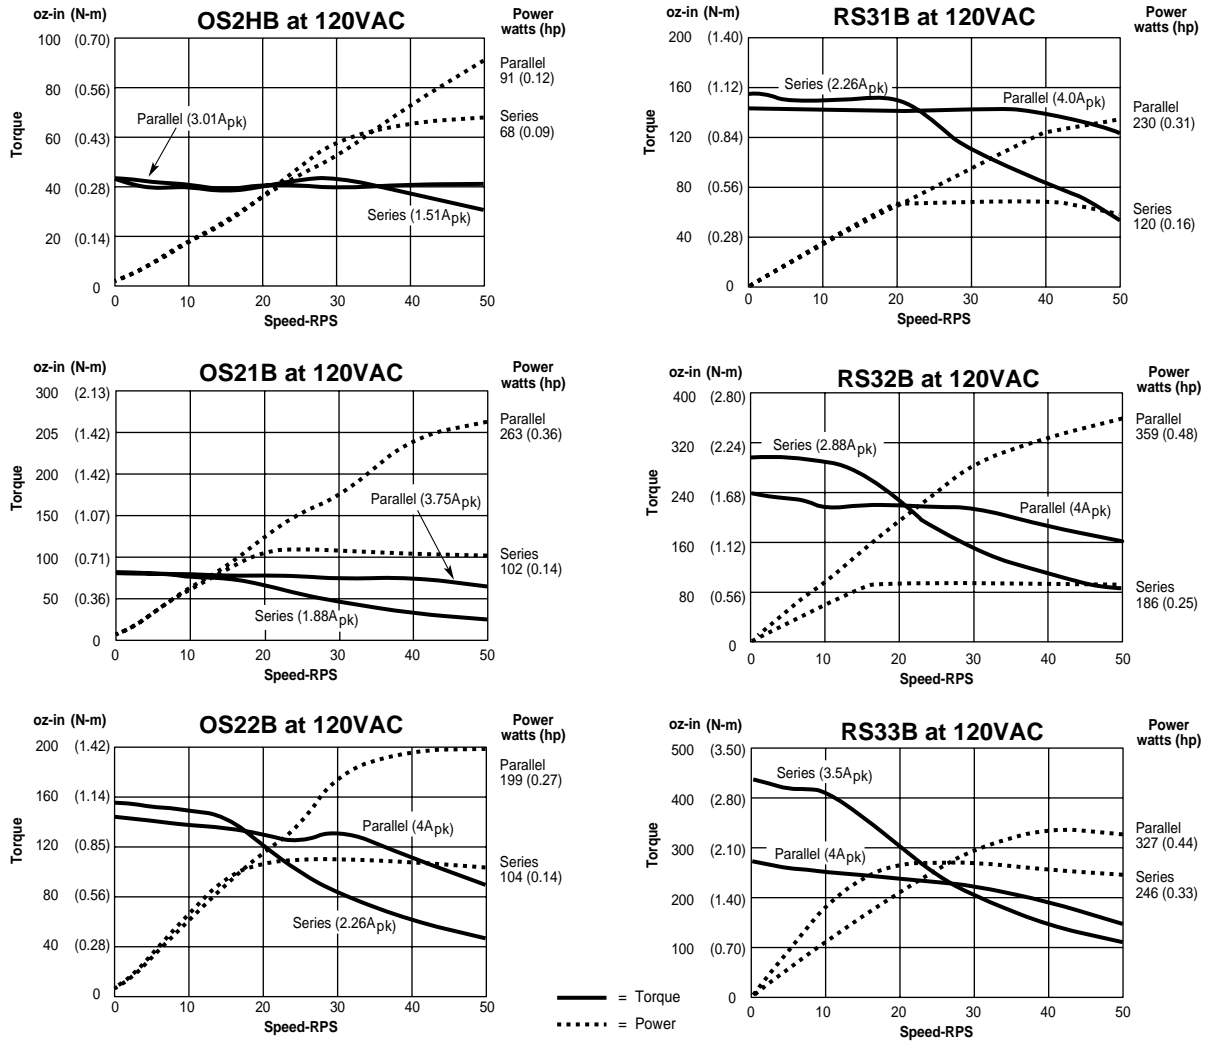 OS2HB at 120VAC
oz-in (N-m)
Power
watts (hp)
100 (0.70)
80 (0.56)
60 (0.43)
40 (0.28)
20 (0.14)
0
Torque
Parallel (3.01Apk)
Series (1.51Apk)
Parallel
91 (0.12)
Series
68 (0.09)
0 10 20 30 40 50
Speed-RPS
RS31B at 120VAC
oz-in (N-m)
Power
watts (hp)
200 (1.40)
160 (1.12)
120 (0.84)
80 (0.56)
40 (0.28)
0
Torque
Series (2.26Apk)
Parallel (4.0Apk)
Parallel
230 (0.31)
Series
120 (0.16)
0 10 20 30 40 50
Speed-RPS
OS21B at 120VAC
oz-in (N-m)
Power
watts (hp)
300 (2.13)
205 (1.42)
200 (1.42)
150 (1.07)
100 (0.71)
50 (0.36)
0
Torque
Parallel (3.75Apk)
Series (1.88Apk)
Parallel
263 (0.36)
Series
102 (0.14)
0 10 20 30 40 50
Speed-RPS
RS32B at 120VAC
oz-in (N-m)
Power
watts (hp)
400 (2.80)
320 (2.24)
240 (1.68)
160 (1.12)
80 (0.56)
0
Torque
Series (2.88Apk)
Parallel (4Apk)
Parallel
359 (0.48)
Series
186 (0.25)
0 10 20 30 40 50
Speed-RPS
OS22B at 120VAC
oz-in (N-m)
Power
watts (hp)
200 (1.42)
160 (1.14)
120 (0.85)
80 (0.56)
40 (0.28)
0
Torque
Parallel (4Apk)
Series (2.26Apk)
Parallel
199 (0.27)
Series
104 (0.14)
0 10 20 30 40 50
Speed-RPS
RS33B at 120VAC
oz-in (N-m)
Power
watts (hp)
500 (3.50)
400 (2.80)
300 (2.10)
200 (1.40)
100 (0.70)
0
Torque
Series (3.5Apk)
Parallel (4Apk)
Parallel
327 (0.44)
Series
246 (0.33)
0 10 20 30 40 50
Speed-RPS
= Torque
= Power